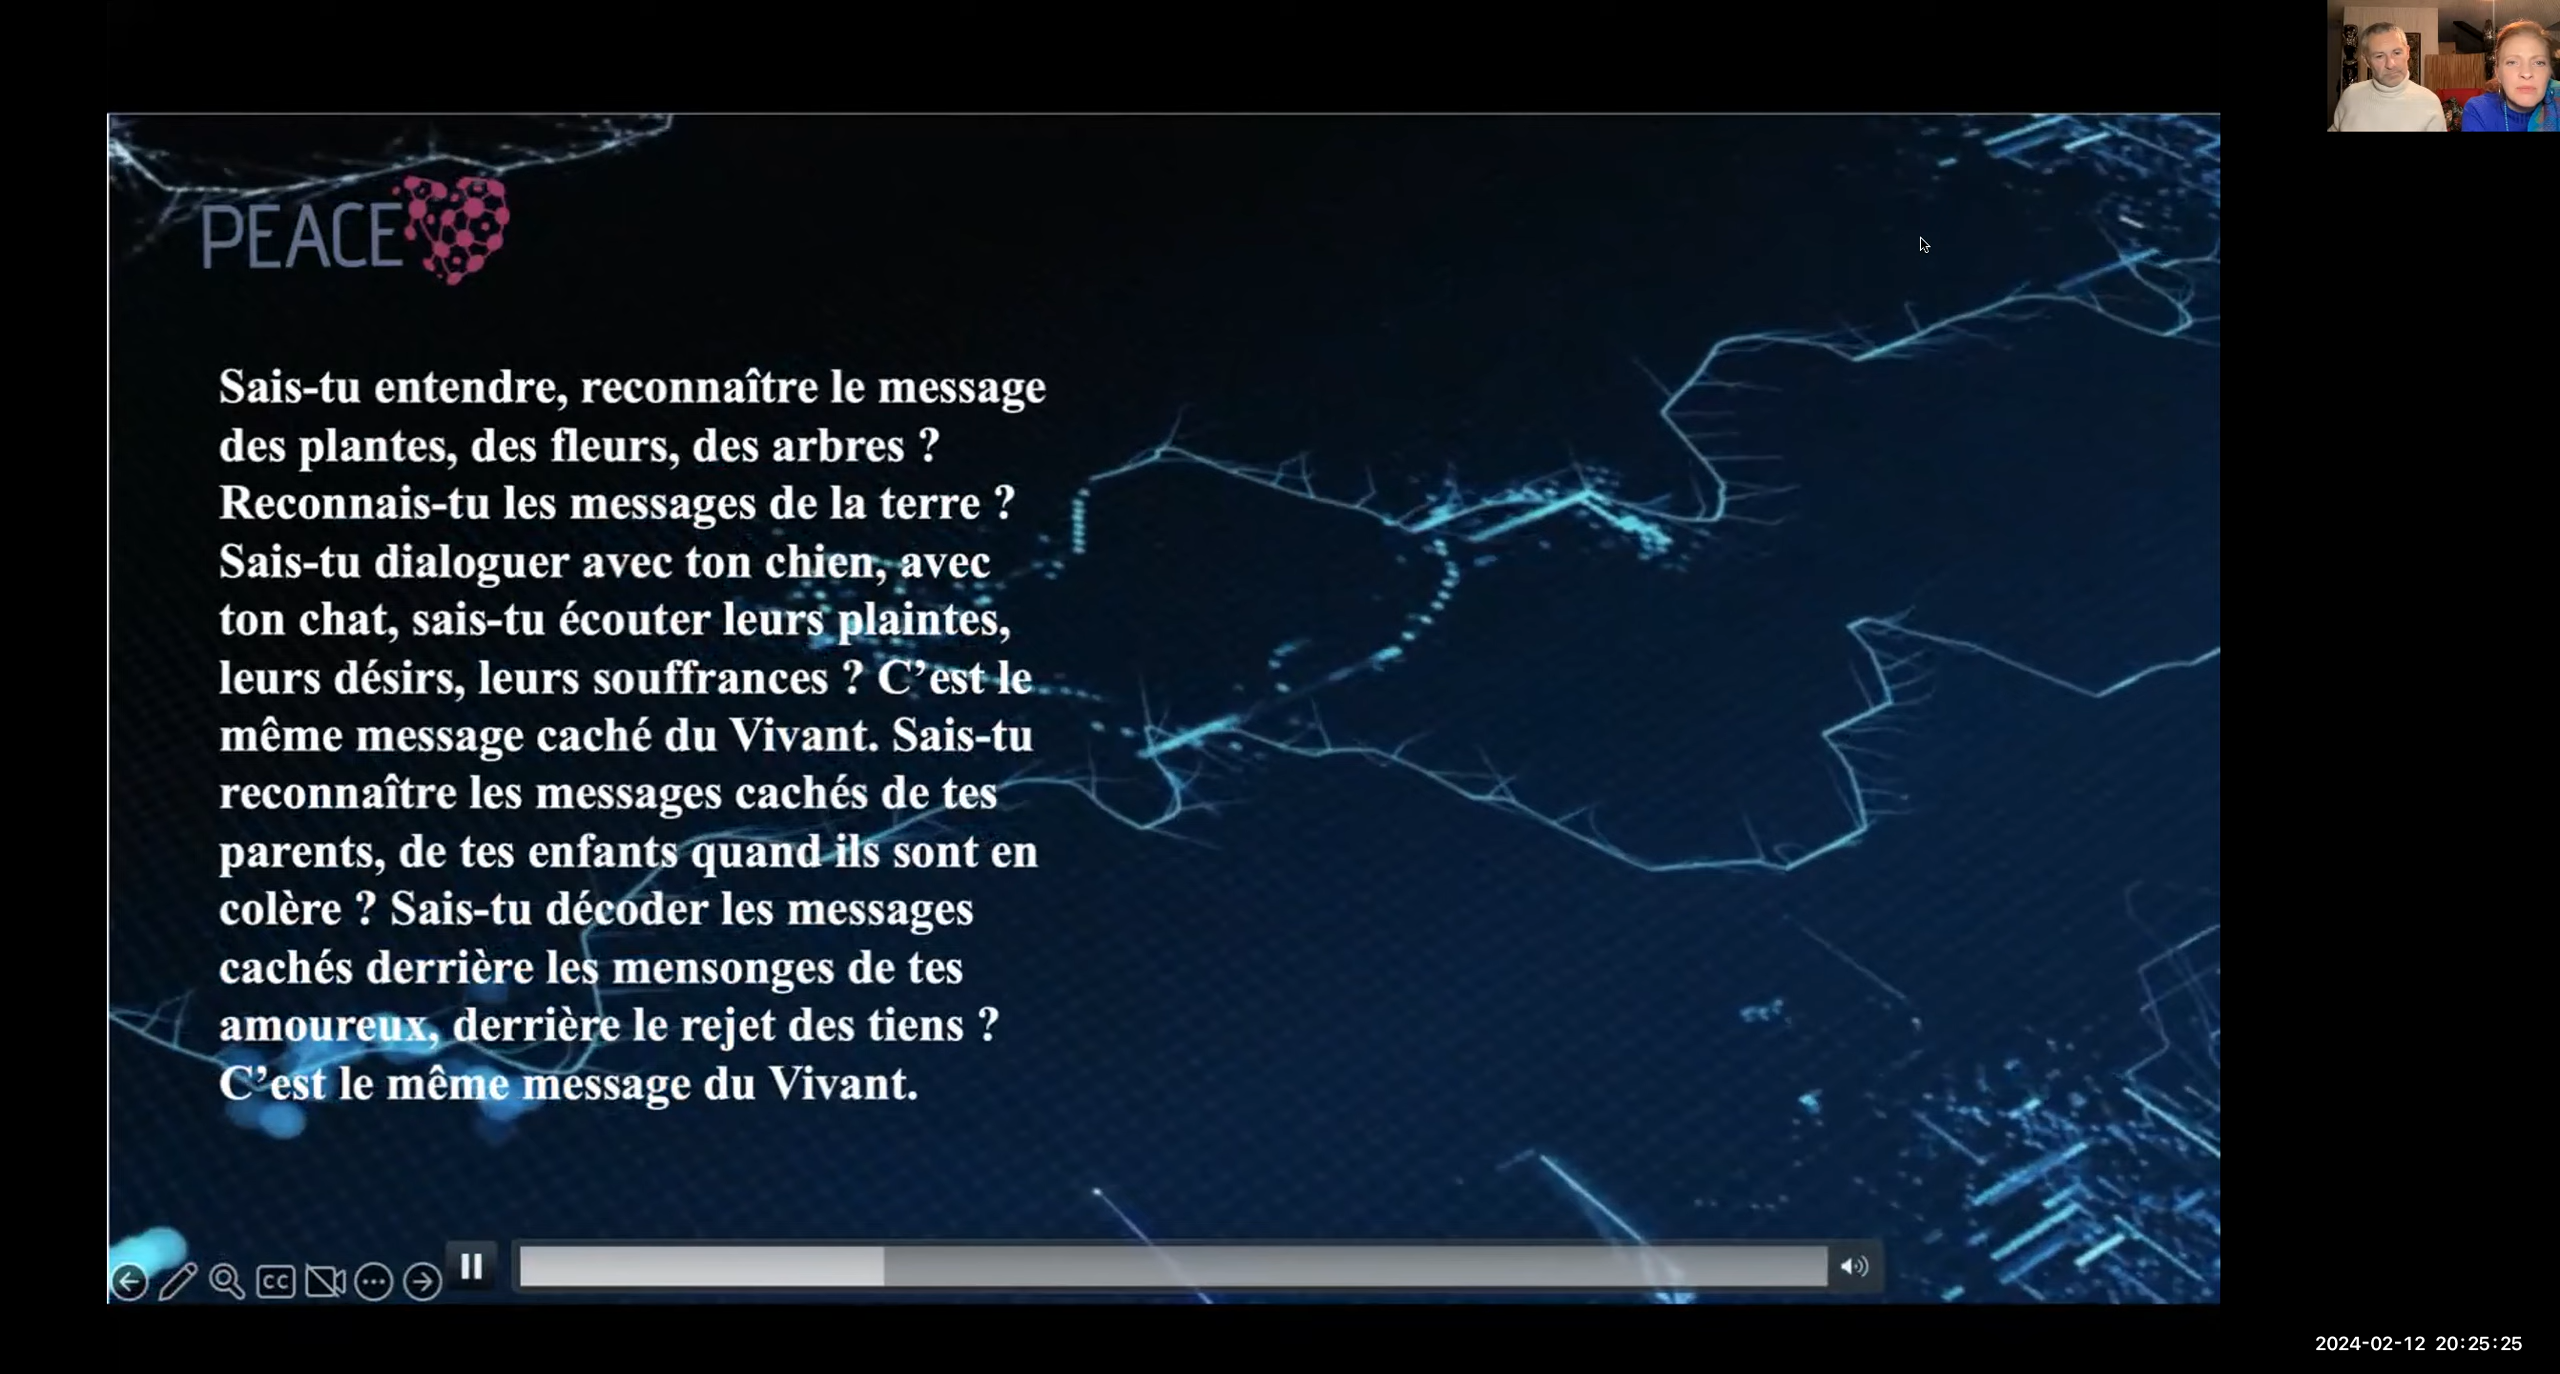 PEACE
Sais-tu entendre, reconnaître le message
des plantes, des fleurs, des arbres ?
Reconnais-tu les messages de la terre ?
Sais-tu dialoguer avec ton chien, avec
ton chat, sais-tu écouter leurs plaintes,
leurs désirs, leurs souffrances ? C’est le
même message caché du Vivant. Sais-tu
reconnaître les messages cachés de tes
parents, de tes enfants quand ils sont en
colère ? Sais-tu décoder les messages
cachés derrière les mensonges de tes
amoureux, derrière le rejet des tiens ?
C’est le même message du Vivant.
CC
2024-02-12 20:25:25